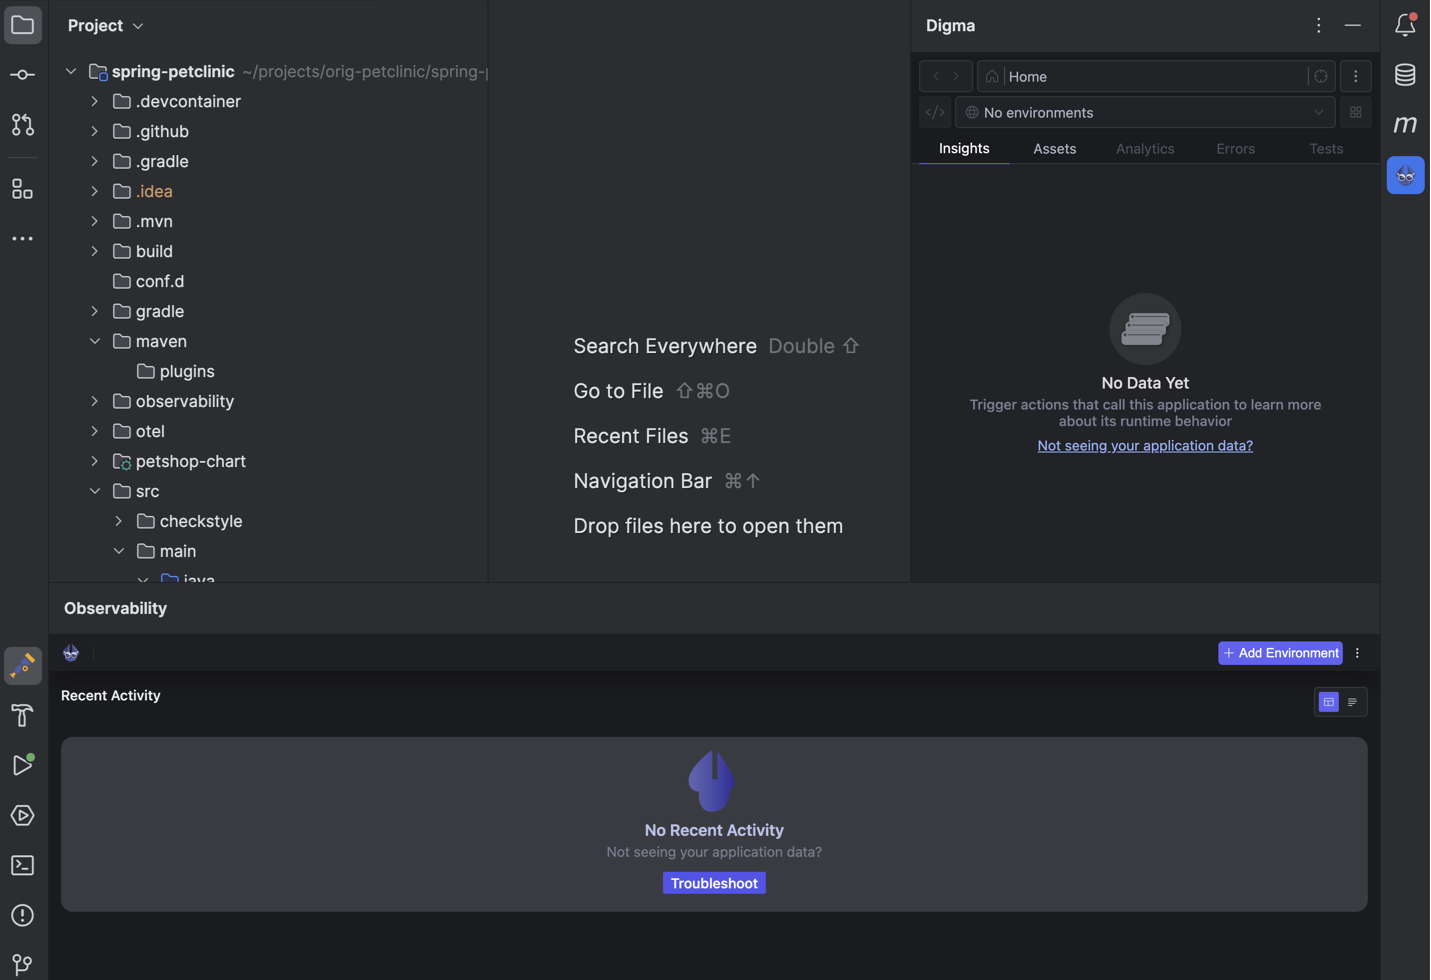 Project
spring-petclinic ~/projects/orig-petclinic/spring-
.devcontainer
.github
.gradle
.idea
.mvn
build
conf.d
gradle
maven
plugins
observability
otel
petshop-chart
src
checkstyle
main
java
Search Everywhere Double ⇧
Go to File ⇧⌘O
Recent Files ⌘E
Navigation Bar ⌘↑
Drop files here to open them
Digma
Home
No environments
Insights Assets Analytics Errors Tests
No Data Yet
Trigger actions that call this application to learn more
about its runtime behavior
Not seeing your application data?
m
Observability
+ Add Environment
Recent Activity
No Recent Activity
Not seeing your application data?
Troubleshoot